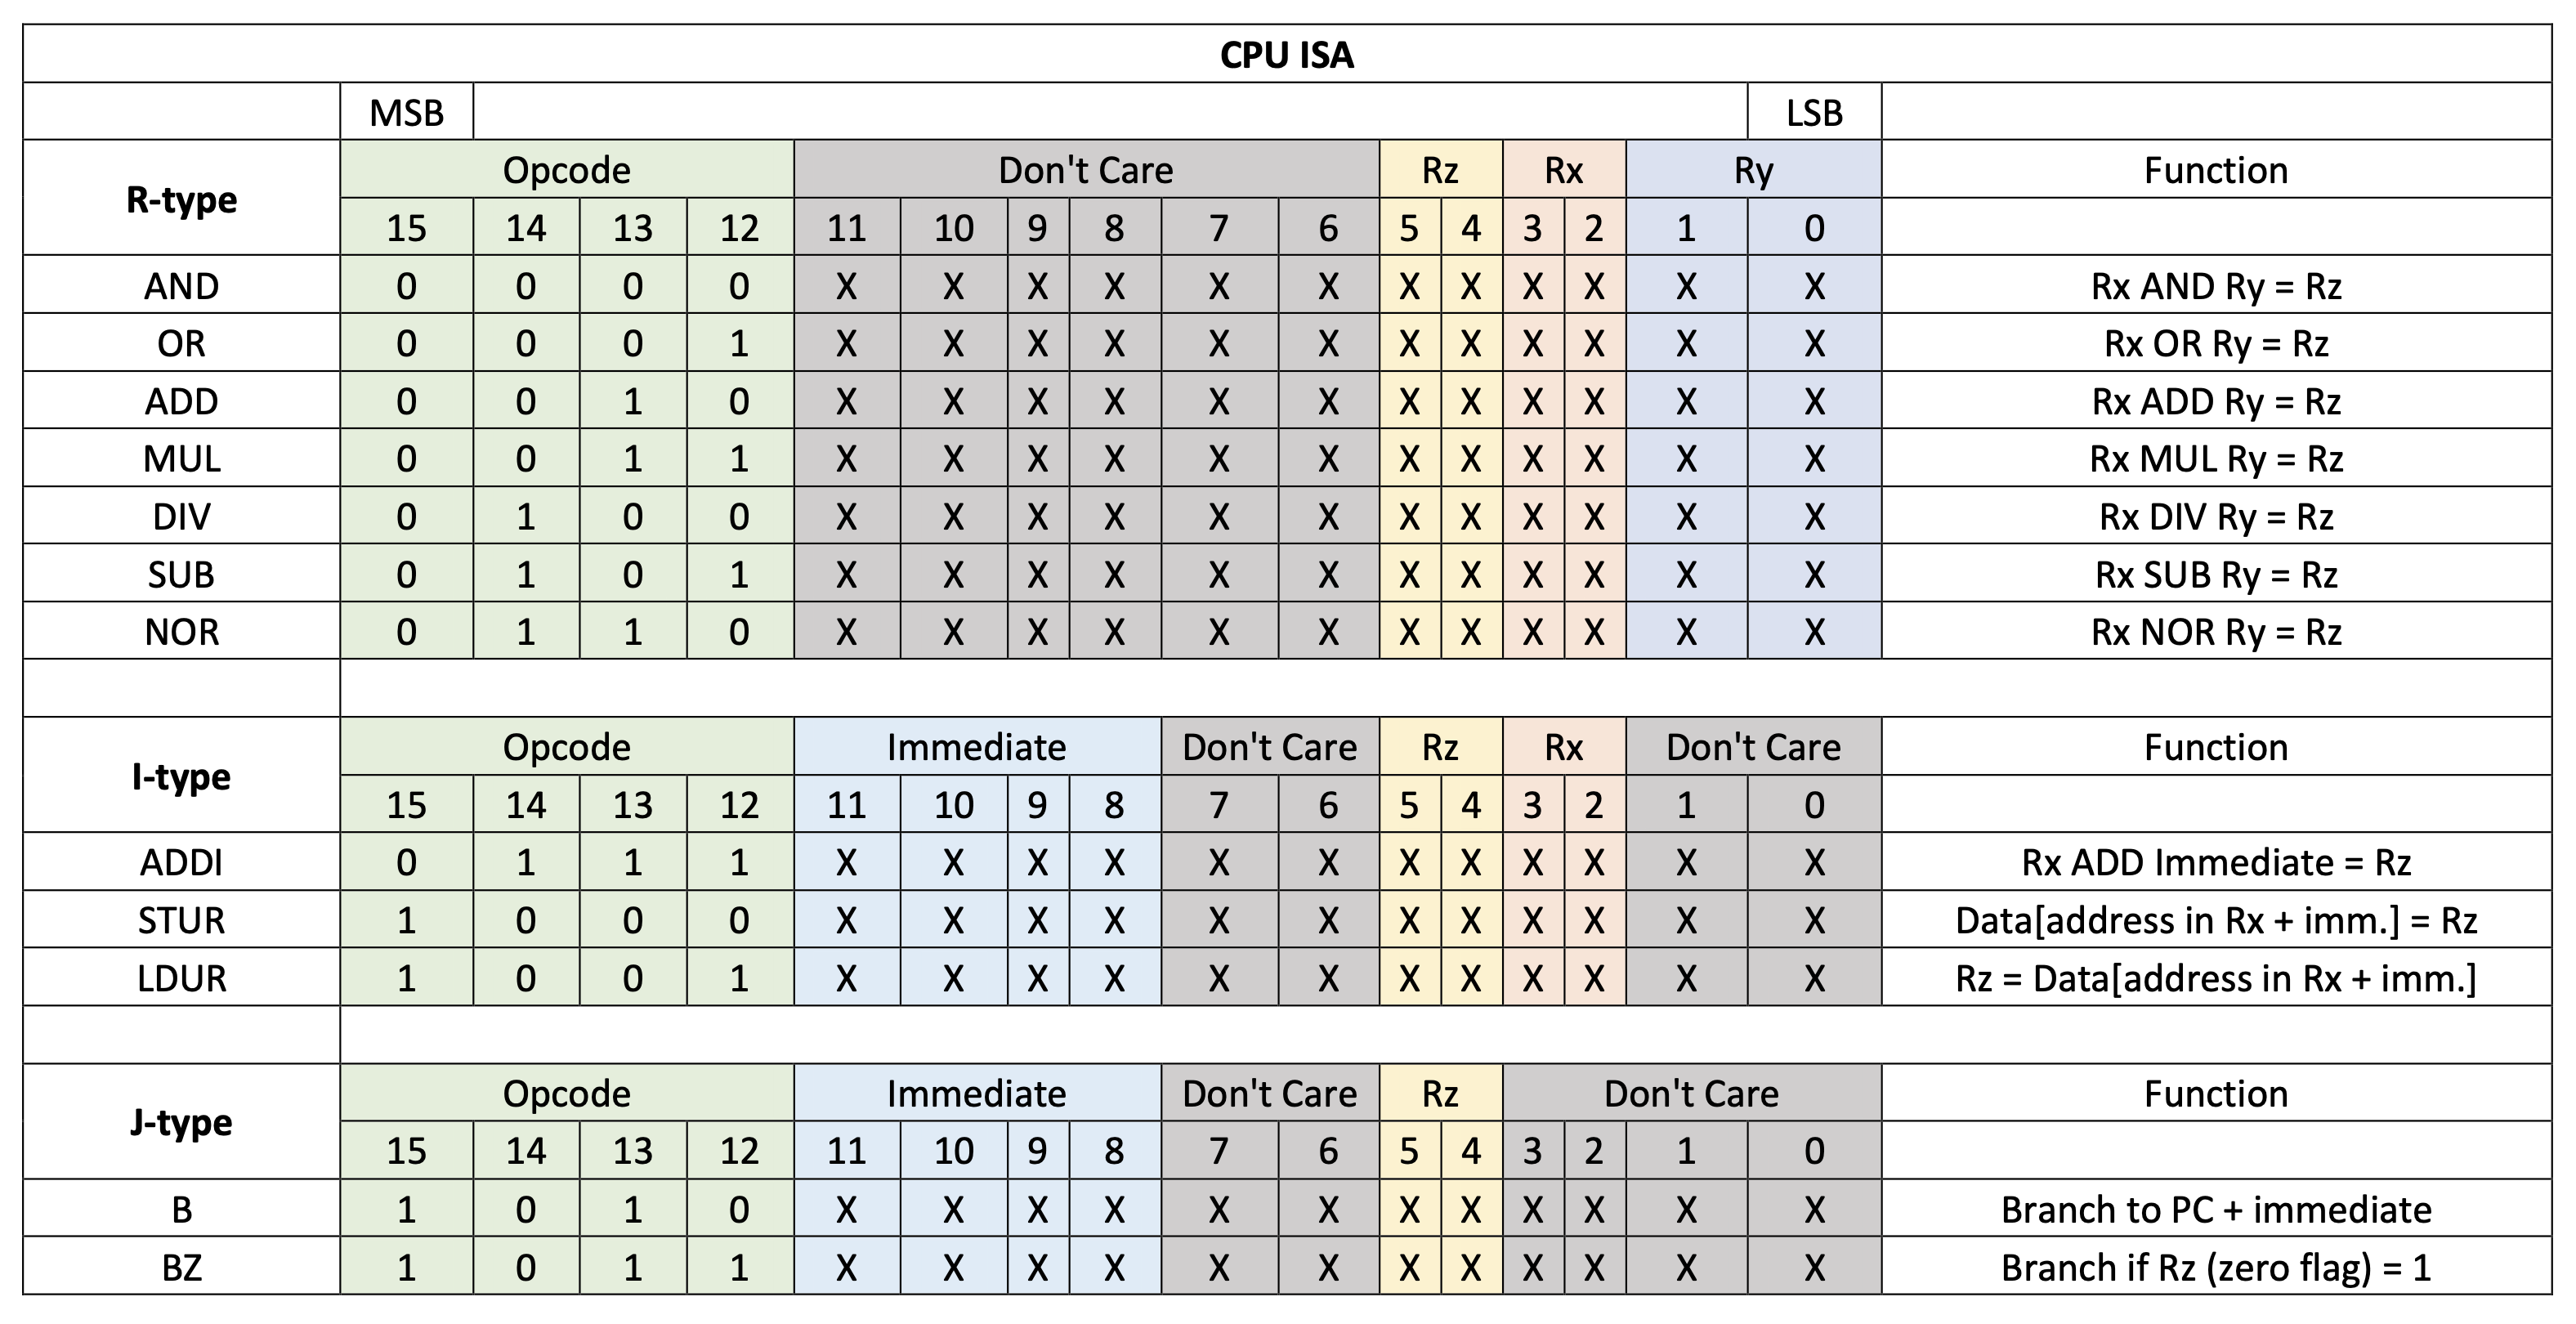 CPU ISA
MSB LSB
R-type Opcode Don't Care Rz Rx Ry Function
15 14 13 12 11 10 9 8 7 6 5 4 3 2 1 0
AND 0 0 0 0 X X X X X X X X X X X X Rx AND Ry = Rz
OR 0 0 0 1 X X X X X X X X X X X X Rx OR Ry = Rz
ADD 0 0 1 0 X X X X X X X X X X X X Rx ADD Ry = Rz
MUL 0 0 1 1 X X X X X X X X X X X X Rx MUL Ry = Rz
DIV 0 1 0 0 X X X X X X X X X X X X Rx DIV Ry = Rz
SUB 0 1 0 1 X X X X X X X X X X X X Rx SUB Ry = Rz
NOR 0 1 1 0 X X X X X X X X X X X X Rx NOR Ry = Rz
I-type Opcode Immediate Don't Care Rz Rx Don't Care Function
15 14 13 12 11 10 9 8 7 6 5 4 3 2 1 0
ADDI 0 1 1 1 X X X X X X X X X X X X Rx ADD Immediate = Rz
STUR 1 0 0 0 X X X X X X X X X X X X Data[address in Rx + imm.] = Rz
LDUR 1 0 0 1 X X X X X X X X X X X X Rz = Data[address in Rx + imm.]
J-type Opcode Immediate Don't Care Rz Don't Care Function
15 14 13 12 11 10 9 8 7 6 5 4 3 2 1 0
B 1 0 1 0 X X X X X X X X X X X X Branch to PC + immediate
BZ 1 0 1 1 X X X X X X X X X X X X Branch if Rz (zero flag) = 1